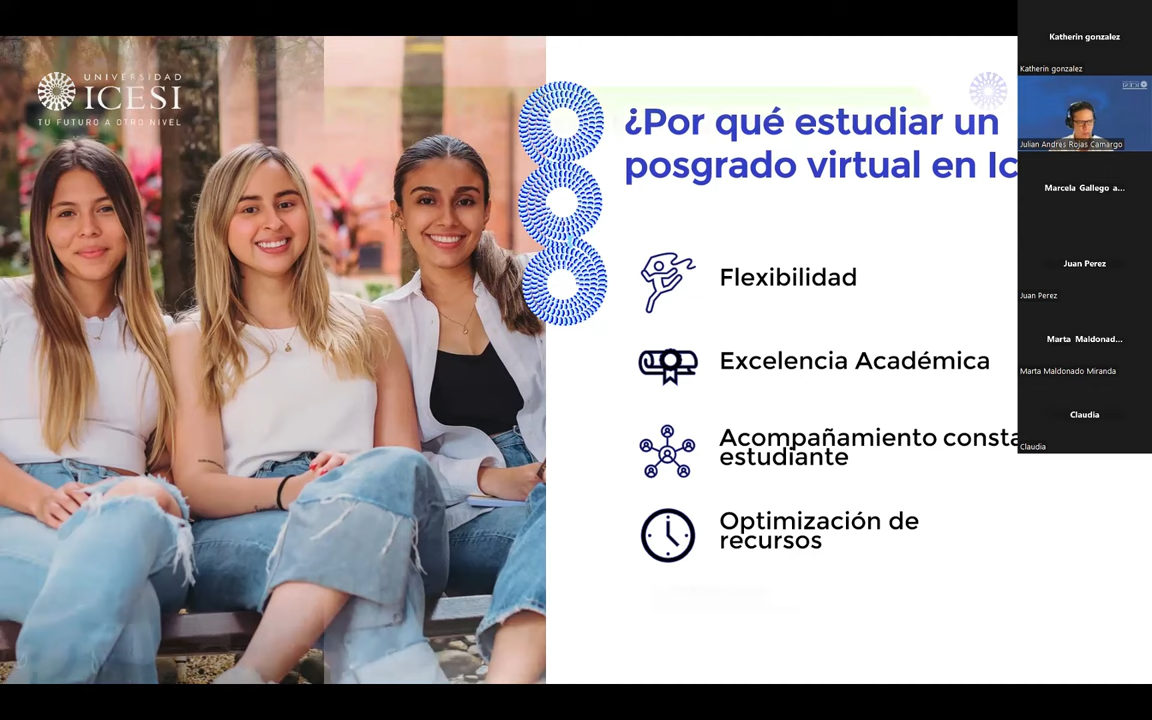 UNIVERSIDAD
ICESI
TU FUTURO A OTRO NIVEL
¿Por qué estudiar un
posgrado virtual en Ic
Flexibilidad
Excelencia Académica
Acompañamiento consta
estudiante
Optimización de
recursos
Katherin gonzalez
Katherin gonzalez
Julian Andres Rojas Camargo
Marcela Gallego a...
Juan Perez
Juan Perez
Marta Maldonad...
Marta Maldonado Miranda
Claudia
Claudia